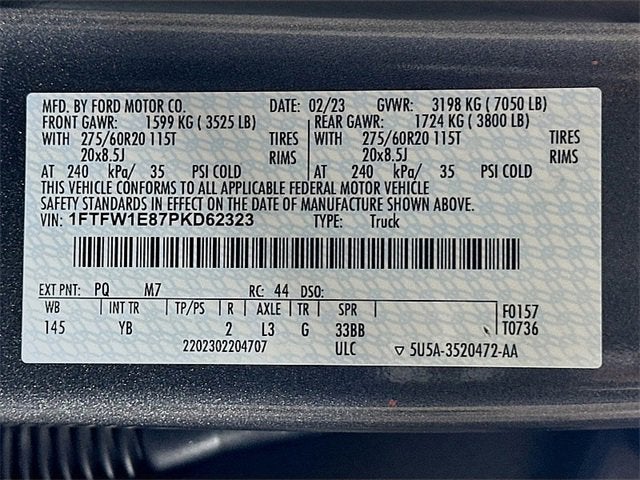 MFD. BY FORD MOTOR CO. DATE: 02/23 GVWR: 3198 KG ( 7050 LB)
FRONT GAWR: 1599 KG ( 3525 LB) REAR GAWR: 1724 KG ( 3800 LB)
WITH 275/60R20 115T TIRES WITH 275/60R20 115T TIRES
20x8.5J RIMS 20x8.5J RIMS
AT 240 kPa/ 35 PSI COLD AT 240 kPa/ 35 PSI COLD
THIS VEHICLE CONFORMS TO ALL APPLICABLE FEDERAL MOTOR VEHICLE
SAFETY STANDARDS IN EFFECT ON THE DATE OF MANUFACTURE SHOWN ABOVE.
VIN: 1FTFW1E87PKD62323 TYPE: Truck
EXT PNT: PQ M7 RC: 44 DSO:
WB INT TR TP/PS R AXLE TR SPR F0157
145 YB 2 L3 G 33BB T0736
2202302204707 ULC ▽ 5U5A-3520472-AA